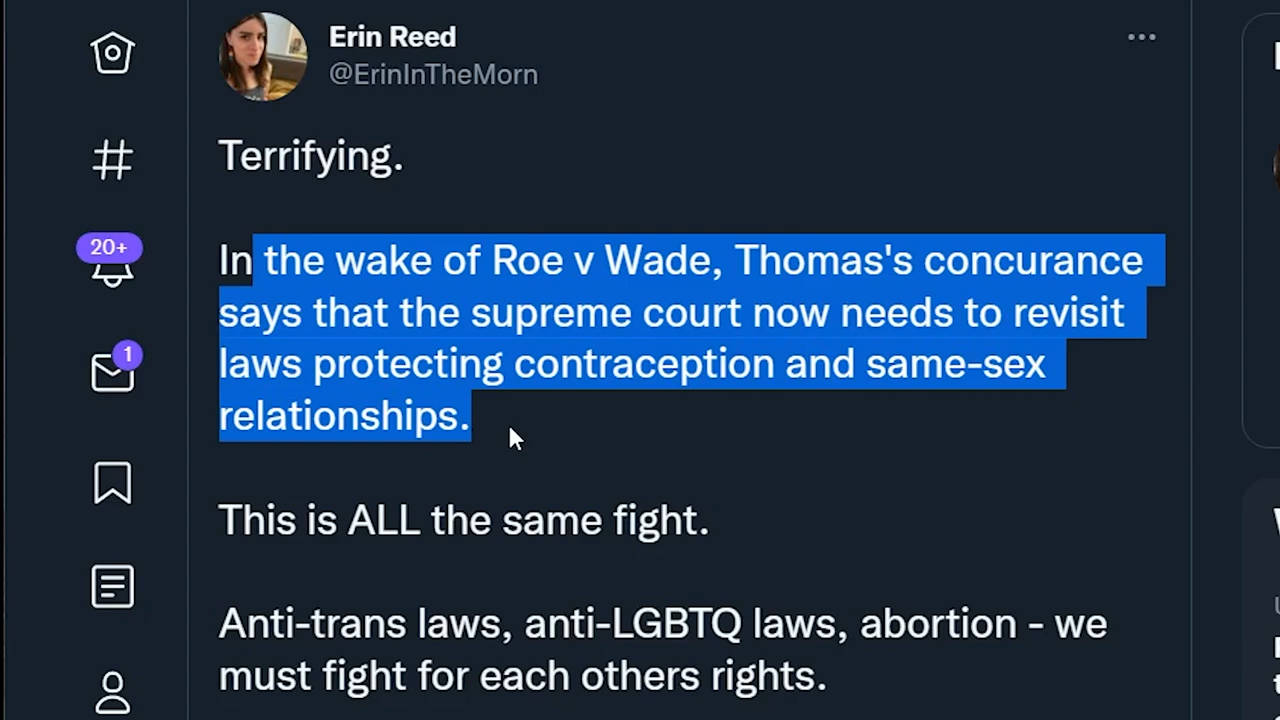 Erin Reed
@ErinInTheMorn
Terrifying.
20+
In the wake of Roe v Wade, Thomas's concurance
says that the supreme court now needs to revisit
1
laws protecting contraception and same-sex
relationships.
This is ALL the same fight.
Anti-trans laws, anti-LGBTQ laws, abortion - we
must fight for each others rights.